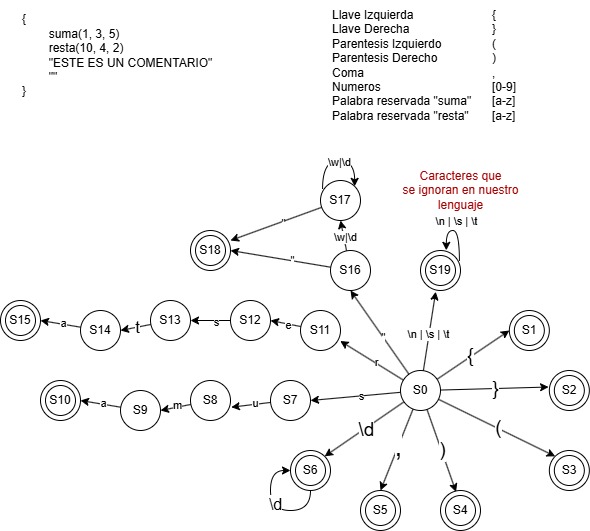 {
suma(1, 3, 5)
resta(10, 4, 2)
"ESTE ES UN COMENTARIO"
""
}
Llave Izquierda {
Llave Derecha }
Parentesis Izquierdo (
Parentesis Derecho )
Coma ,
Numeros [0-9]
Palabra reservada "suma" [a-z]
Palabra reservada "resta" [a-z]
\w|\d
Caracteres que
se ignoran en nuestro
lenguaje
S17
\n | \s | \t
"
\w|\d
S18
"
S16
S19
S15
a
S14
t
S13
s
S12
e
S11
r
"
\n | \s | \t
{
S1
S10
a
S9
m
S8
u
S7
s
S0
}
S2
\d
,
)
(
S3
S6
\d
S5
S4